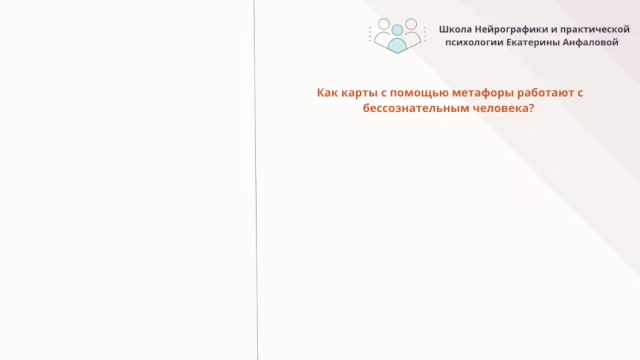 Школа Нейрографики и практической
психологии Екатерины Анфаловой
Как карты с помощью метафоры работают с
бессознательным человека?